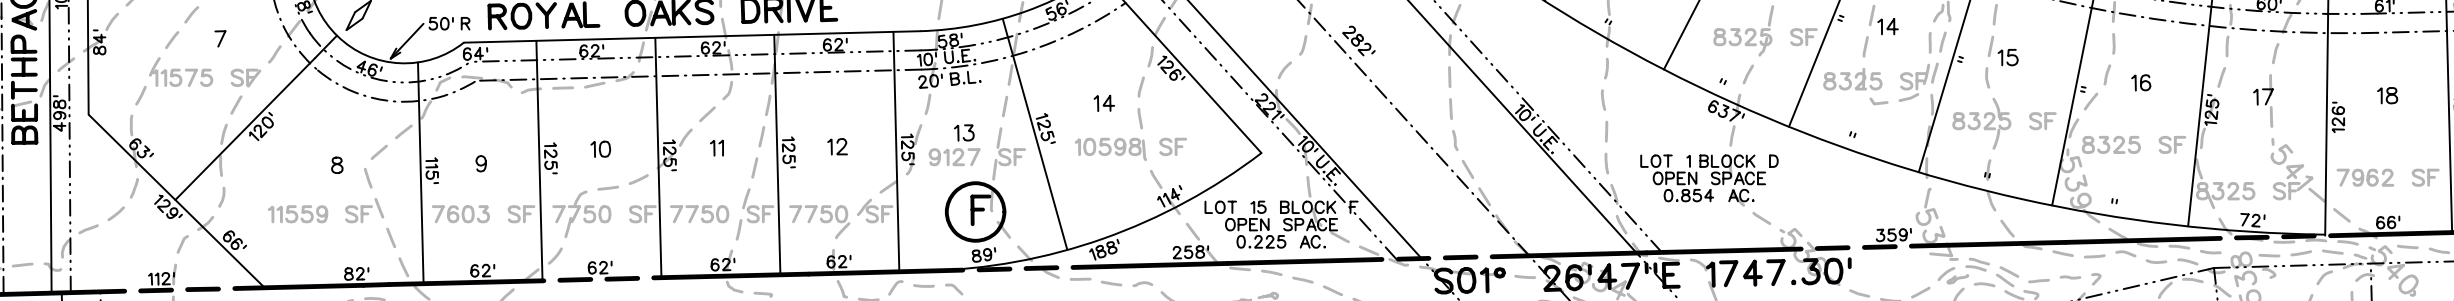 ROYAL OAKS DRIVE
50' R
BETHPAG
498'
84'
7
11575 SF
63'
129'
66'
112'
120'
46'
64'
8
11559 SF
82'
115'
9
7603 SF
62'
125'
62'
10
7750 SF
62'
125'
62'
11
7750 SF
62'
125'
62'
12
7750 SF
62'
125'
58'
10' U.E.
20' B.L.
13
9127 SF
F
89'
56'
125'
14
10598 SF
126'
114'
188'
258'
LOT 15 BLOCK F
OPEN SPACE
0.225 AC.
221'
10' U.E.
282'
10' U.E.
S01° 26'47"E 1747.30'
LOT 1 BLOCK D
OPEN SPACE
0.854 AC.
359'
637'
8325 SF
14
8325 SF
15
8325 SF
16
8325 SF
539
60'
125'
17
8325 SF
72'
61'
126'
18
7962 SF
66'
540
538